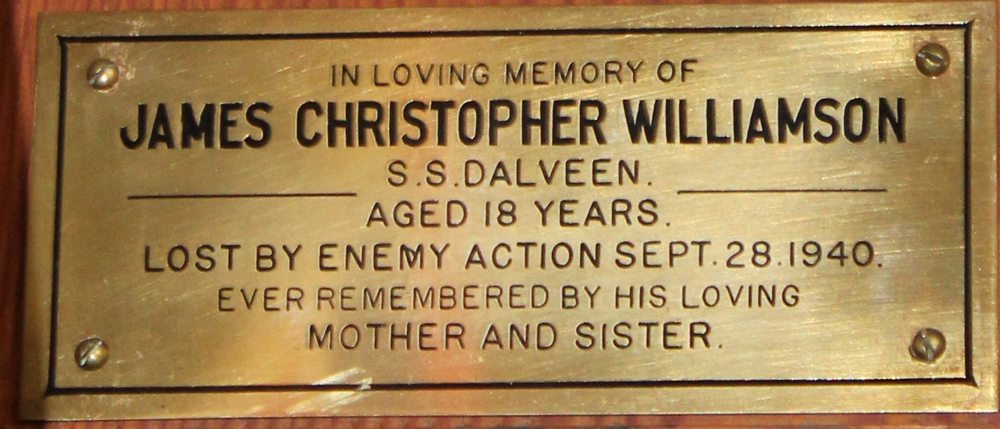 IN LOVING MEMORY OF
JAMES CHRISTOPHER WILLIAMSON
S.S.DALVEEN.
AGED 18 YEARS.
LOST BY ENEMY ACTION SEPT.28.1940.
EVER REMEMBERED BY HIS LOVING
MOTHER AND SISTER.